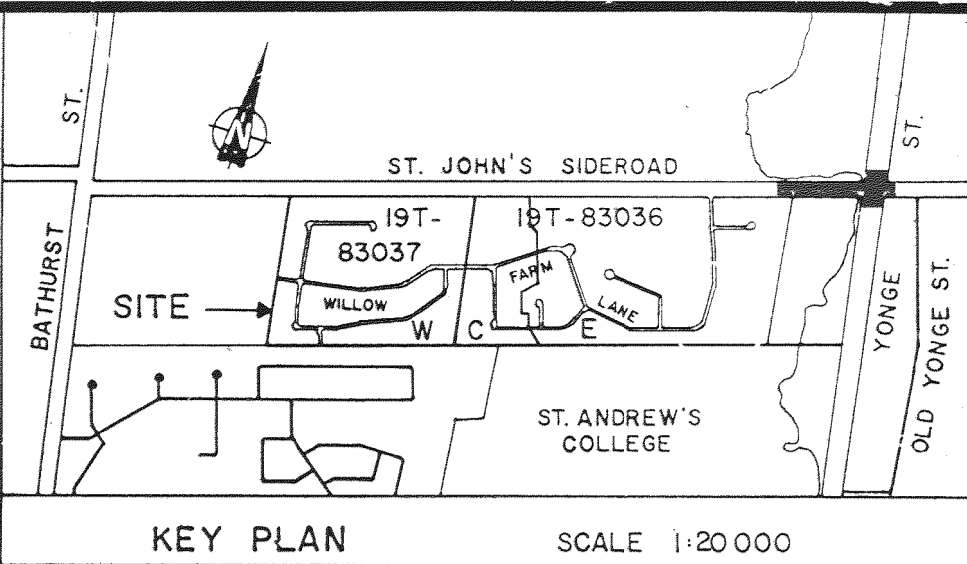 ST.
N
ST.
ST. JOHN'S SIDEROAD
19T-
83037
19T-83036
FARM
WILLOW
LANE
SITE
W C E
BATHURST
YONGE
OLD YONGE ST.
ST. ANDREW'S
COLLEGE
KEY PLAN
SCALE 1:20000